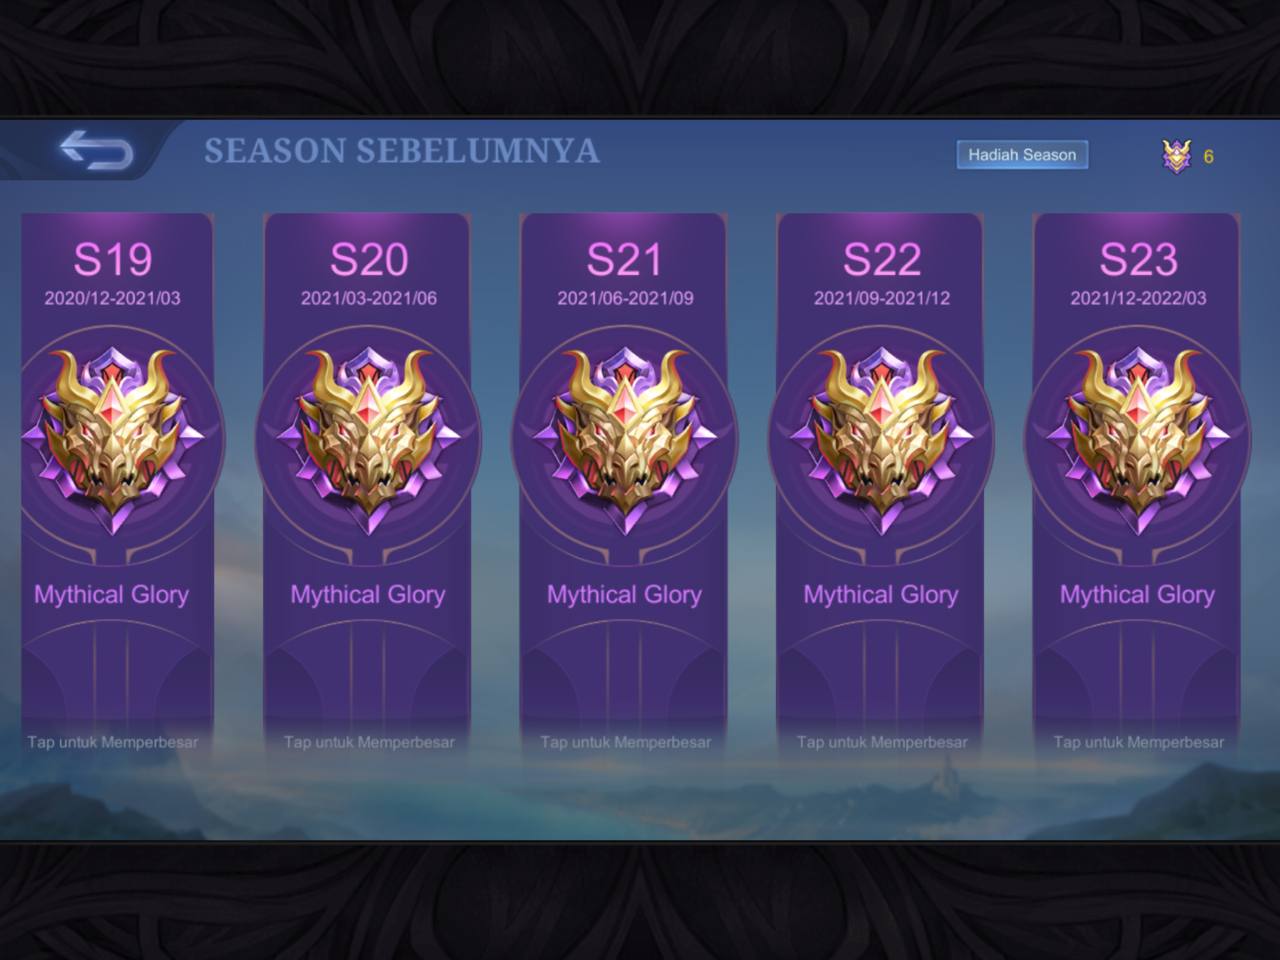 SEASON SEBELUMNYA
Hadiah Season
6
S19
2020/12-2021/03
Mythical Glory
Tap untuk Memperbesar
S20
2021/03-2021/06
Mythical Glory
Tap untuk Memperbesar
S21
2021/06-2021/09
Mythical Glory
Tap untuk Memperbesar
S22
2021/09-2021/12
Mythical Glory
Tap untuk Memperbesar
S23
2021/12-2022/03
Mythical Glory
Tap untuk Memperbesar